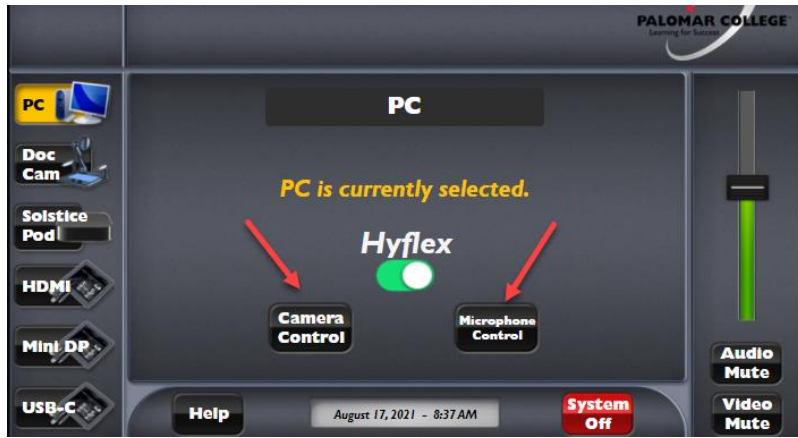 PALOMAR COLLEGE
Learning for Success
PC
PC
Doc
Cam
PC is currently selected.
Solstice
Pod
Hyflex
HDMI
Camera
Control
Microphone
Control
Mini DP
Audio
Mute
USB-C
Help
August 17, 2021 - 8:37 AM
System
Off
Video
Mute